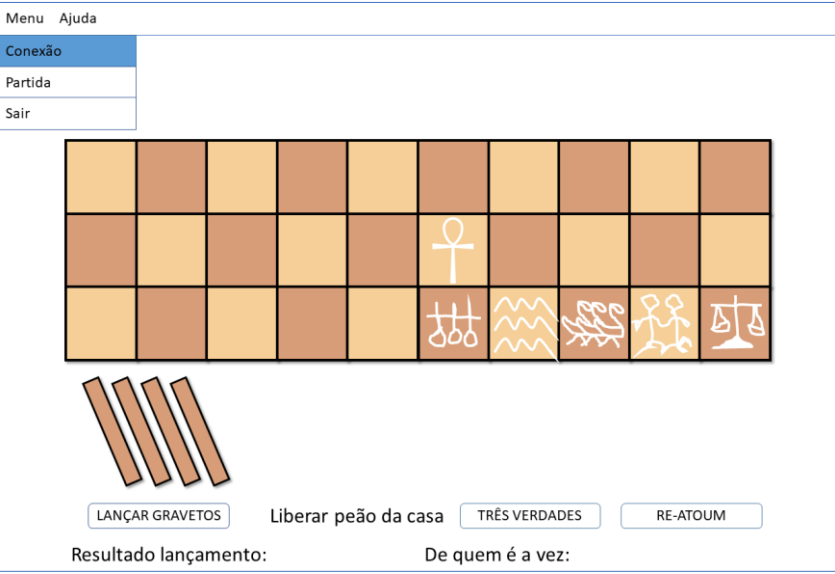 Menu Ajuda
Conexão
Partida
Sair
LANÇAR GRAVETOS Liberar peão da casa TRÊS VERDADES RE-ATOUM
Resultado lançamento: De quem é a vez: